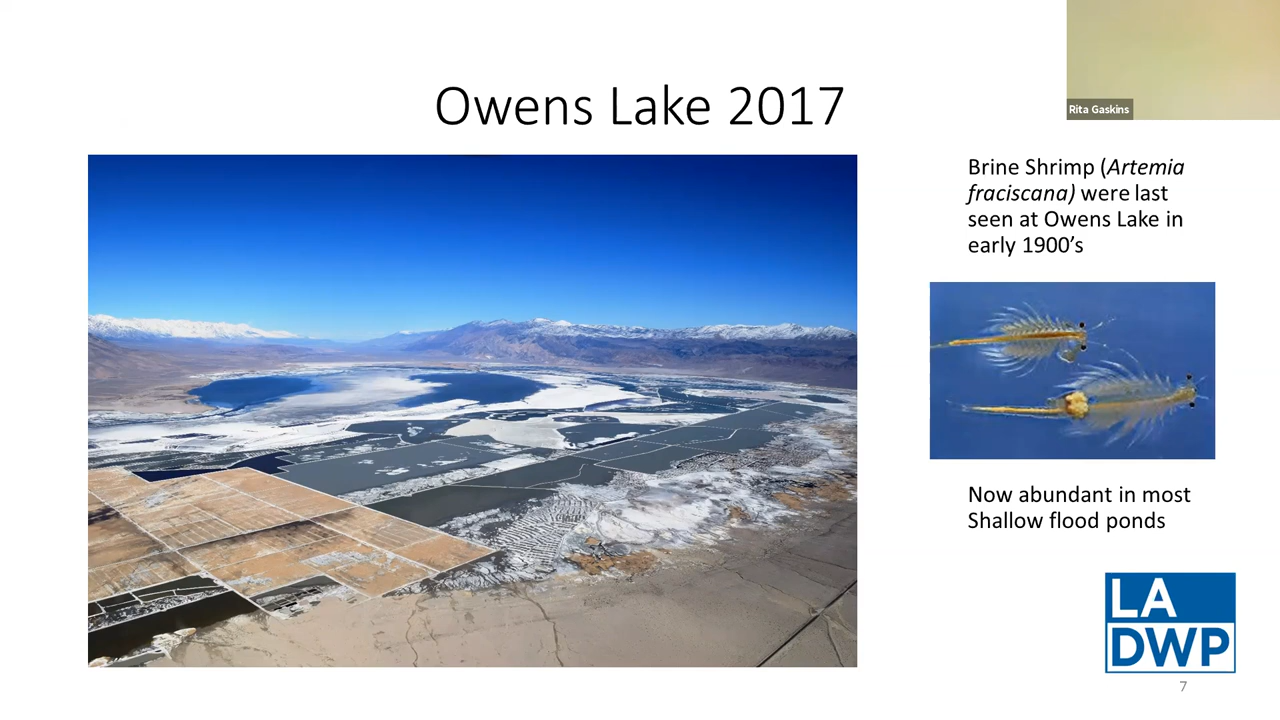 Owens Lake 2017
Rita Gaskins
Brine Shrimp (Artemia
fraciscana) were last
seen at Owens Lake in
early 1900’s
Now abundant in most
Shallow flood ponds
LA
DWP
7